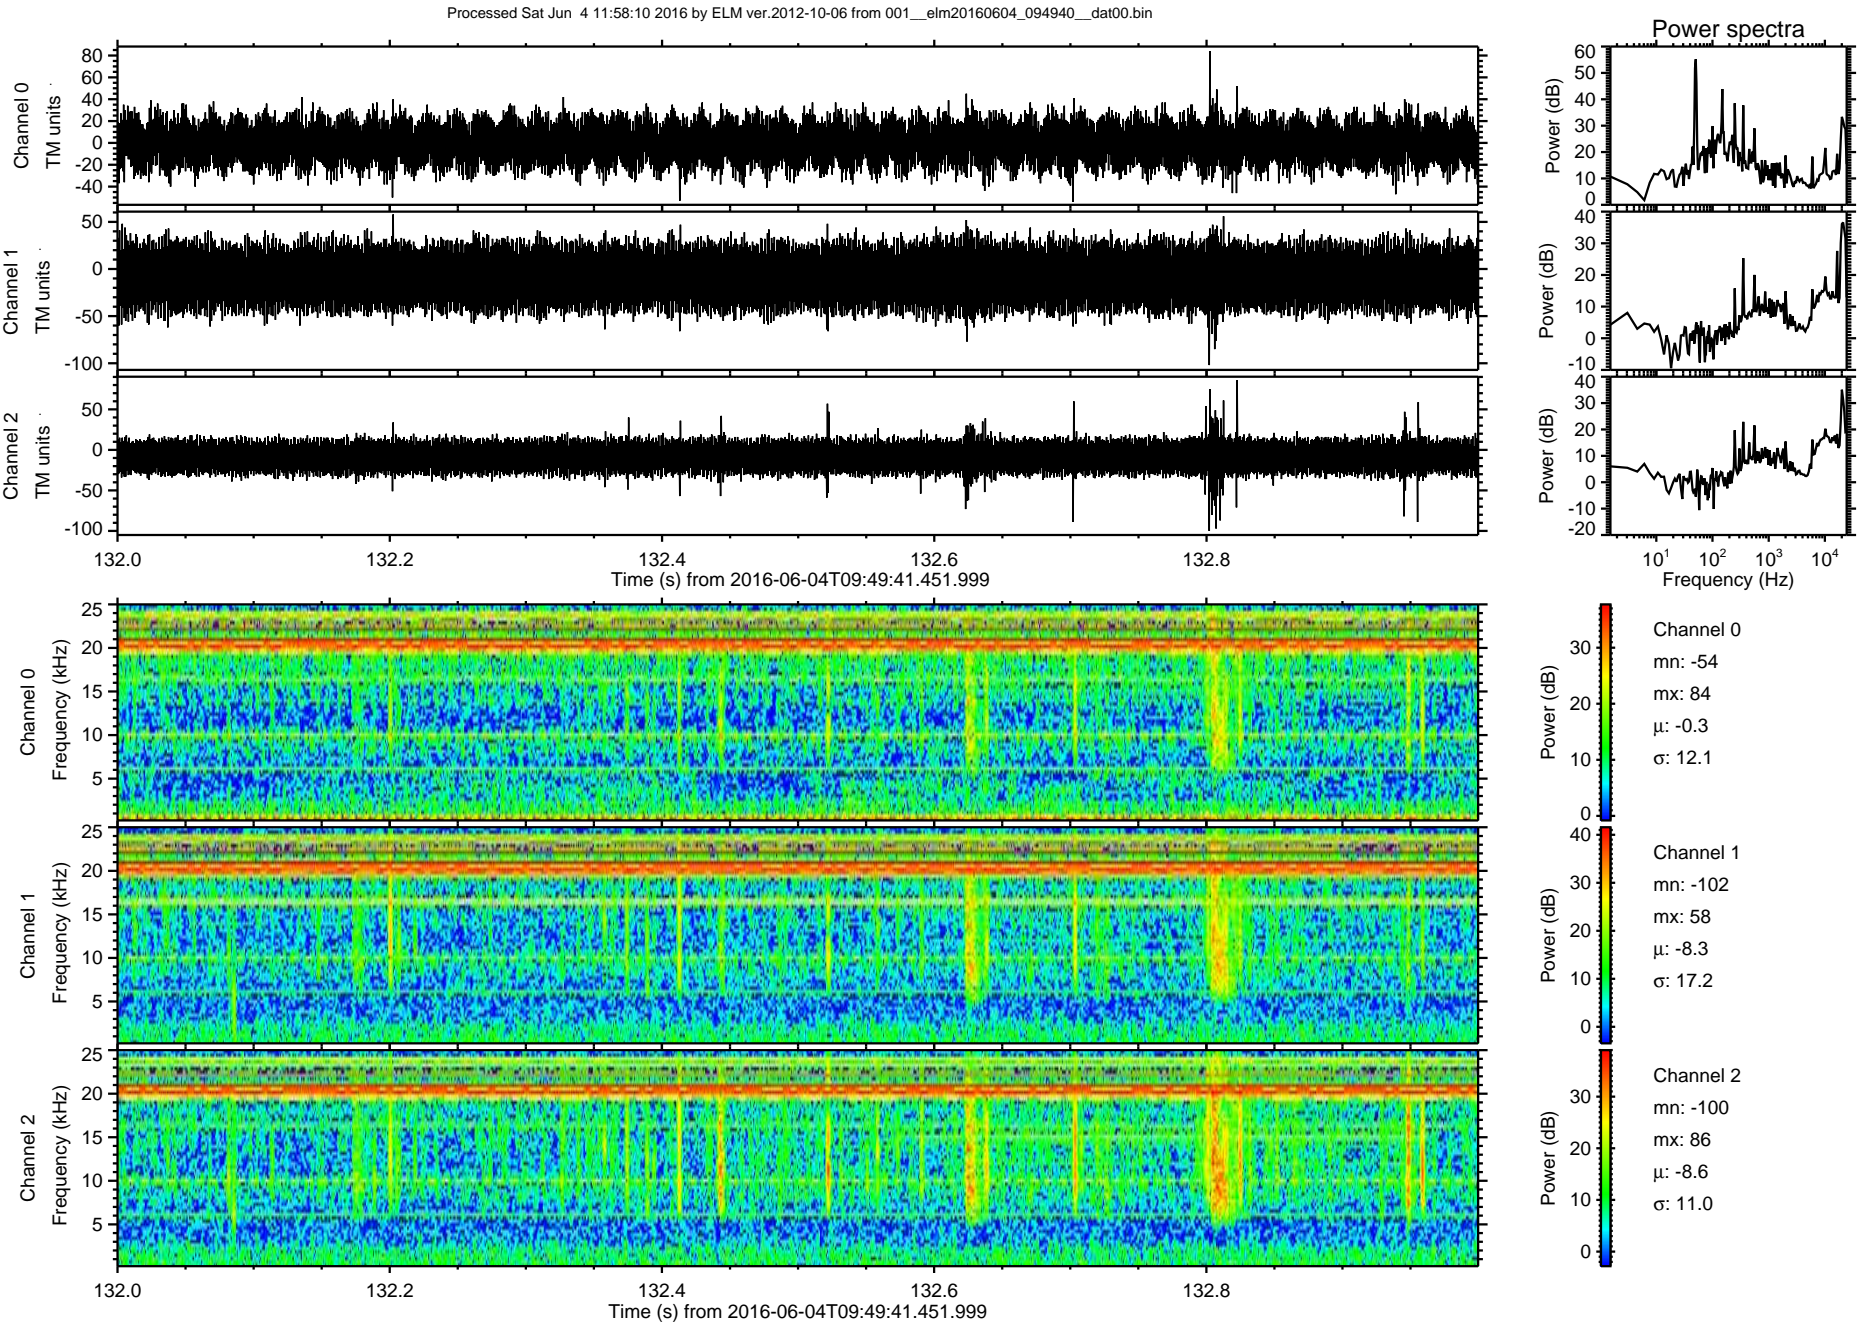 Processed Sat Jun  4 11:58:10 2016 by ELM ver.2012-10-06 from 001__elm20160604_094940__dat00.bin
Power spectra
Channel 0
TM units
80
60
40
20
0
-20
-40
Power (dB)
60
50
40
30
20
10
0
Channel 1
TM units
50
0
-50
-100
Power (dB)
40
30
20
10
0
-10
Channel 2
TM units
50
0
-50
-100
Power (dB)
40
30
20
10
0
-10
-20
132.0 132.2 132.4 132.6 132.8
Time (s) from 2016-06-04T09:49:41.451.999
10¹ 10² 10³ 10⁴
Frequency (Hz)
Channel 0
Frequency (kHz)
25
20
15
10
5
Power (dB)
30
20
10
0
Channel 0
mn: -54
mx: 84
µ: -0.3
σ: 12.1
Channel 1
Frequency (kHz)
25
20
15
10
5
Power (dB)
40
30
20
10
0
Channel 1
mn: -102
mx: 58
µ: -8.3
σ: 17.2
Channel 2
Frequency (kHz)
25
20
15
10
5
Power (dB)
30
20
10
0
Channel 2
mn: -100
mx: 86
µ: -8.6
σ: 11.0
132.0 132.2 132.4 132.6 132.8
Time (s) from 2016-06-04T09:49:41.451.999